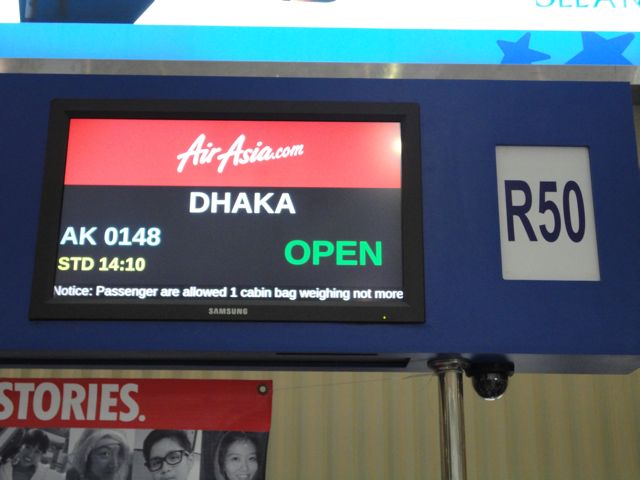 AirAsia.com
DHAKA
AK 0148
OPEN
STD 14:10
Notice: Passenger are allowed 1 cabin bag weighing not more
SAMSUNG
R50
STORIES.